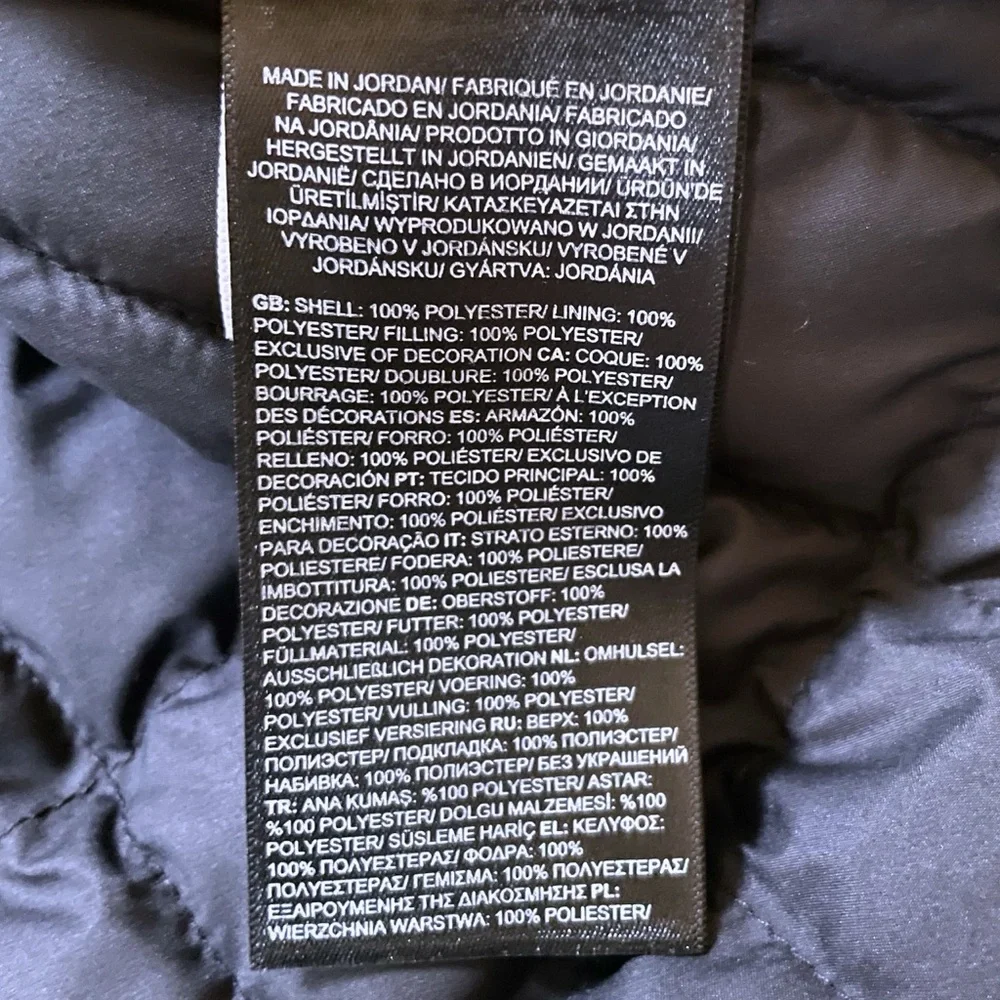 MADE IN JORDAN/ FABRIQUÉ EN JORDANIE/
FABRICADO EN JORDANIA/ FABRICADO
NA JORDÂNIA/ PRODOTTO IN GIORDANIA/
HERGESTELLT IN JORDANIEN/ GEMAAKT IN
JORDANIË/ СДЕЛАНО В ИОРДАНИИ/ ÜRDÜN'DE
ÜRETİLMİŞTİR/ ΚΑΤΑΣΚΕΥΑΖΕΤΑΙ ΣΤΗΝ
ΙΟΡΔΑΝΙΑ/ WYPRODUKOWANO W JORDANII/
VYROBENO V JORDÁNSKU/ VYROBENÉ V
JORDÁNSKU/ GYÁRTVA: JORDÁNIA
GB: SHELL: 100% POLYESTER/ LINING: 100%
POLYESTER/ FILLING: 100% POLYESTER/
EXCLUSIVE OF DECORATION CA: COQUE: 100%
POLYESTER/ DOUBLURE: 100% POLYESTER/
BOURRAGE: 100% POLYESTER/ À L'EXCEPTION
DES DÉCORATIONS ES: ARMAZÓN: 100%
POLIÉSTER/ FORRO: 100% POLIÉSTER/
RELLENO: 100% POLIÉSTER/ EXCLUSIVO DE
DECORACIÓN PT: TECIDO PRINCIPAL: 100%
POLIÉSTER/ FORRO: 100% POLIÉSTER/
ENCHIMENTO: 100% POLIÉSTER/ EXCLUSIVO
PARA DECORAÇÃO IT: STRATO ESTERNO: 100%
POLIESTERE/ FODERA: 100% POLIESTERE/
IMBOTTITURA: 100% POLIESTERE/ ESCLUSA LA
DECORAZIONE DE: OBERSTOFF: 100%
POLYESTER/ FUTTER: 100% POLYESTER/
FÜLLMATERIAL: 100% POLYESTER/
AUSSCHLIEßLICH DEKORATION NL: OMHULSEL:
100% POLYESTER/ VOERING: 100%
POLYESTER/ VULLING: 100% POLYESTER/
EXCLUSIEF VERSIERING RU: ВЕРХ: 100%
ПОЛИЭСТЕР/ ПОДКЛАДКА: 100% ПОЛИЭСТЕР/
НАБИВКА: 100% ПОЛИЭСТЕР/ БЕЗ УКРАШЕНИЙ
TR: ANA KUMAŞ: %100 POLYESTER/ ASTAR:
%100 POLYESTER/ DOLGU MALZEMESİ: %100
POLYESTER/ SÜSLEME HARİÇ EL: ΚΕΛΥΦΟΣ:
100% ΠΟΛΥΕΣΤΕΡΑΣ/ ΦΟΔΡΑ: 100%
ΠΟΛΥΕΣΤΕΡΑΣ/ ΓΕΜΙΣΜΑ: 100% ΠΟΛΥΕΣΤΕΡΑΣ/
ΕΞΑΙΡΟΥΜΕΝΗΣ ΤΗΣ ΔΙΑΚΟΣΜΗΣΗΣ PL:
WIERZCHNIA WARSTWA: 100% POLIESTER/